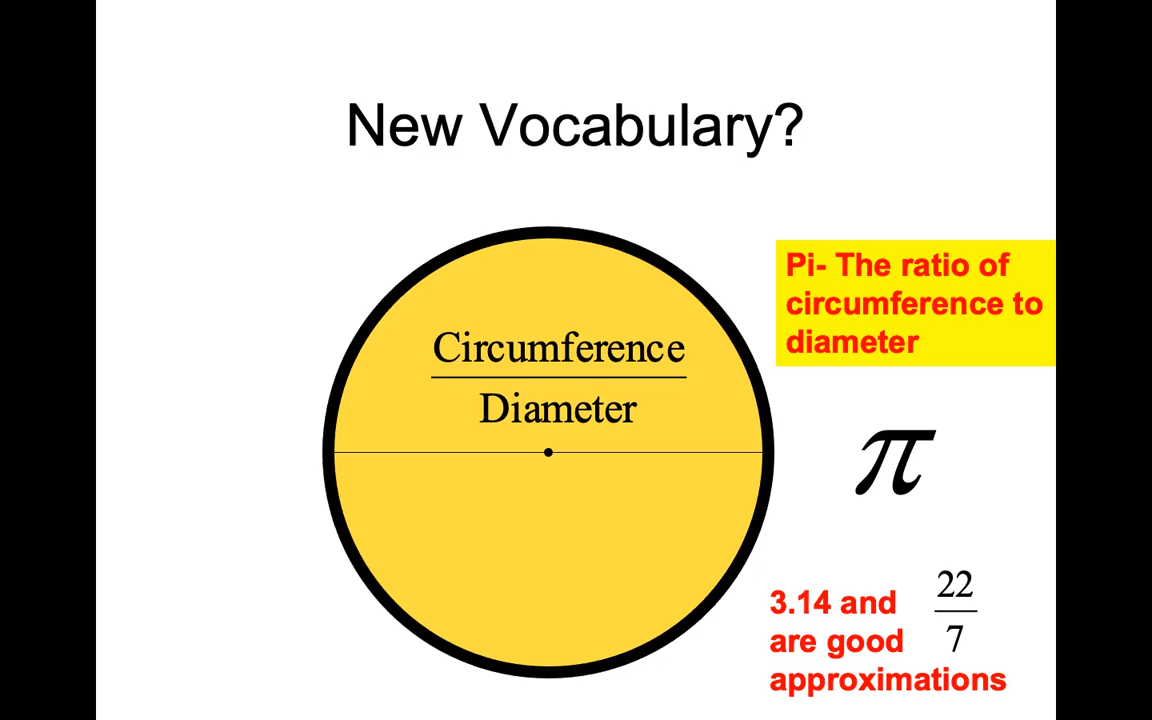 New Vocabulary?
Circumference
Diameter
Pi- The ratio of
circumference to
diameter
π
3.14 and 22/7
are good
approximations